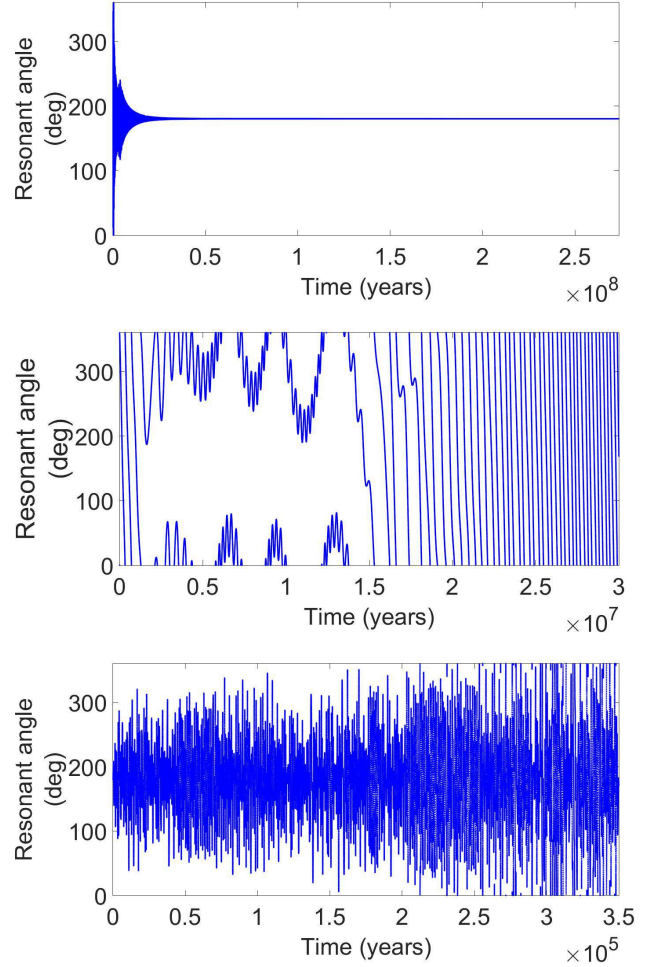 300
200
100
0
Resonant angle
(deg)
0 0.5 1 1.5 2 2.5
Time (years)
×10^8
300
200
100
0
Resonant angle
(deg)
0 0.5 1 1.5 2 2.5 3
Time (years)
×10^7
300
200
100
0
Resonant angle
(deg)
0 0.5 1 1.5 2 2.5 3 3.5
Time (years)
×10^5